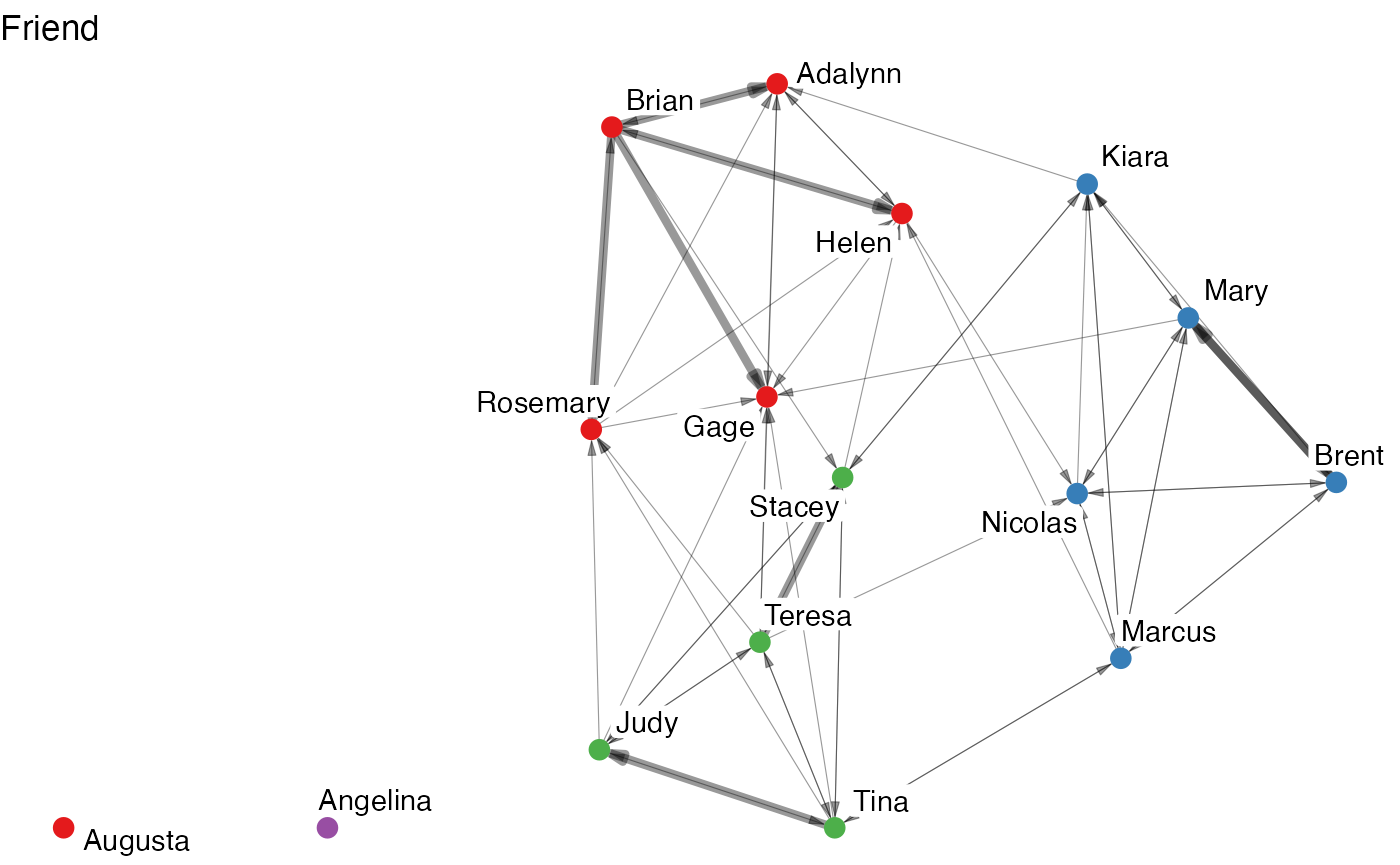 Friend
Adalynn
Brian
Kiara
Helen
Mary
Rosemary
Gage
Brent
Stacey
Nicolas
Teresa
Marcus
Judy
Angelina
Tina
Augusta